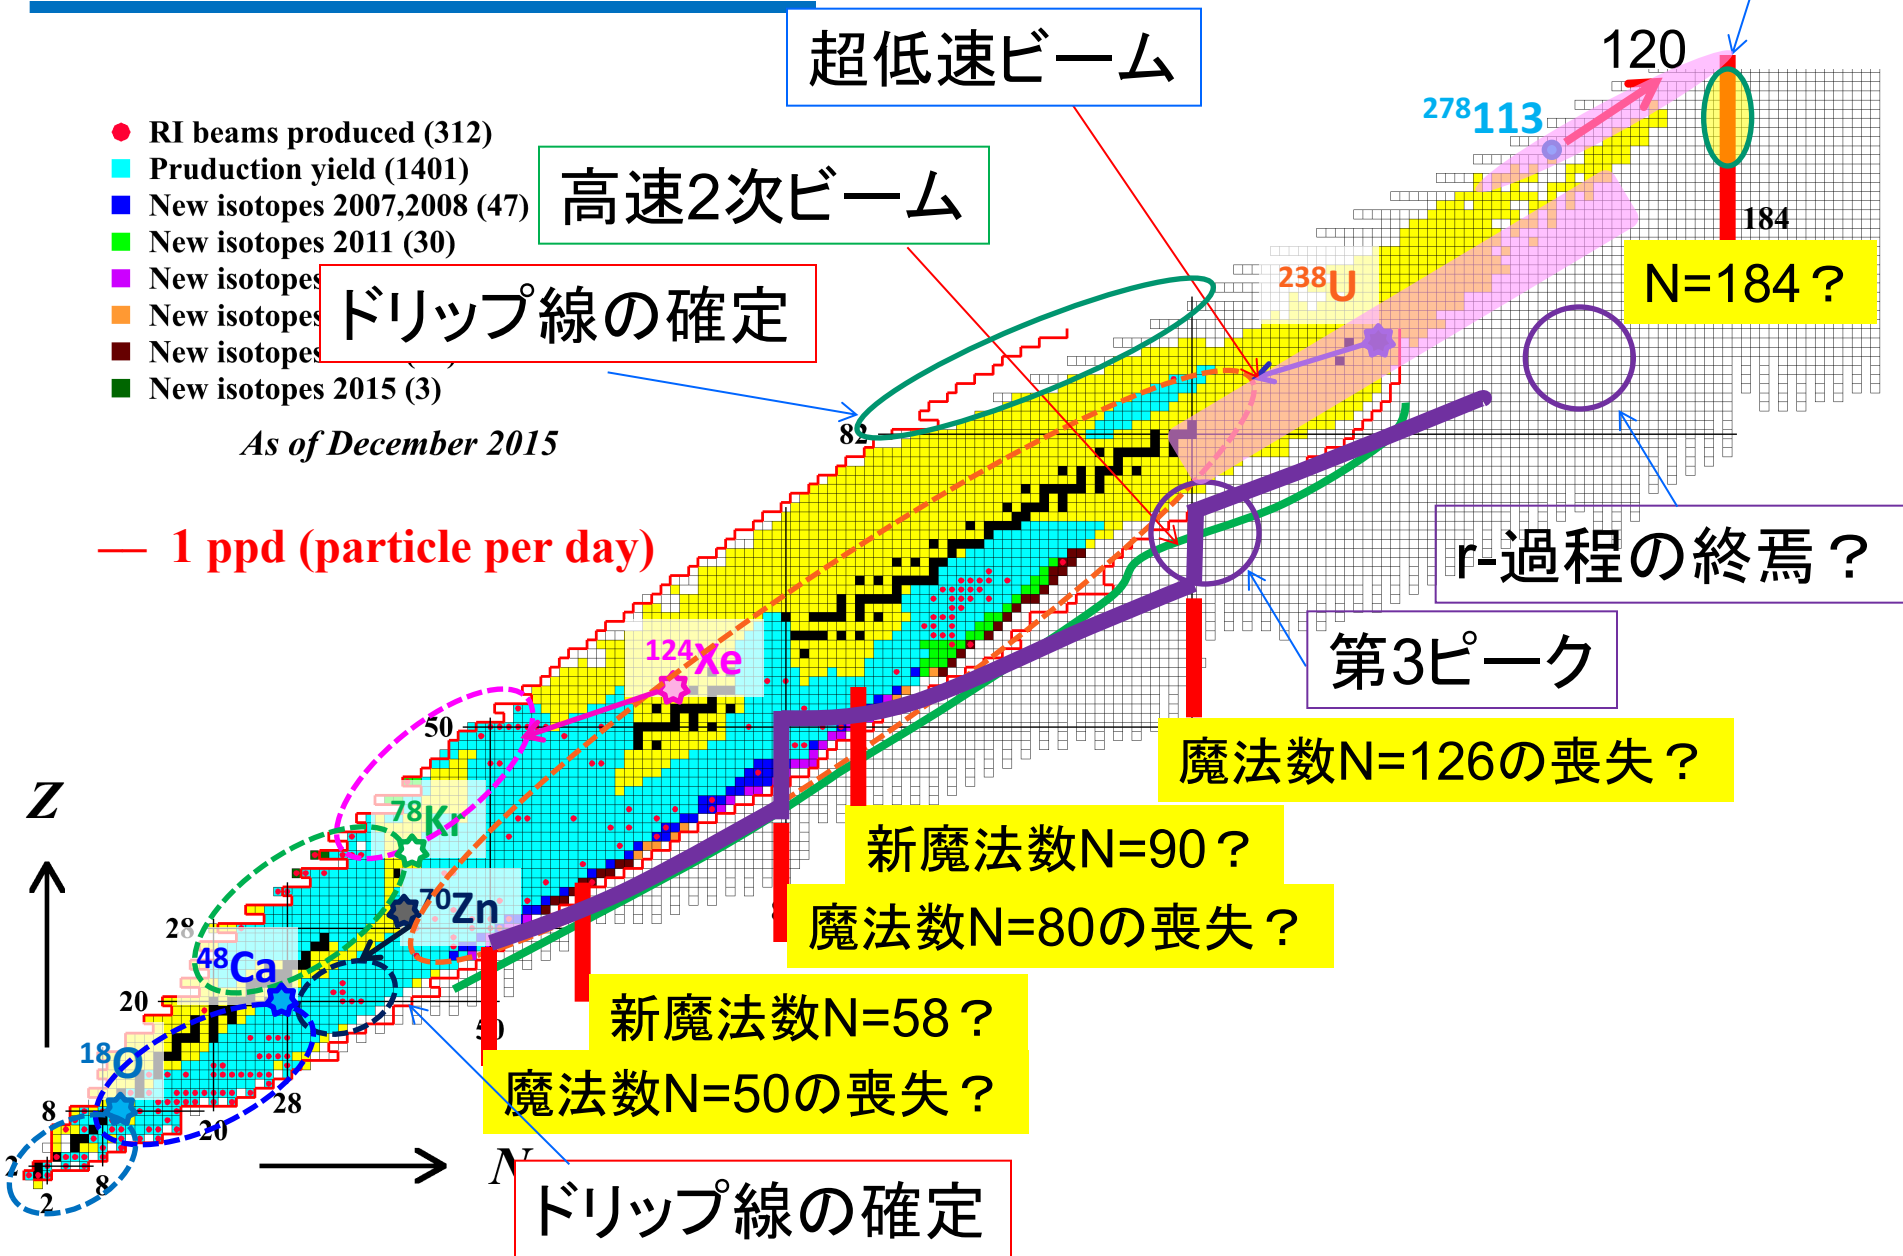 超低速ビーム
120
²⁷⁸113
RI beams produced (312)
Pruduction yield (1401)
New isotopes 2007,2008 (47)
New isotopes 2011 (30)
New isotopes
New isotopes
New isotopes
New isotopes 2015 (3)
As of December 2015
高速2次ビーム
184
N=184？
ドリップ線の確定
²³⁸U
82
— 1 ppd (particle per day)
r-過程の終焉？
第3ピーク
¹²⁴Xe
50
魔法数N=126の喪失？
Z
⁷⁸Kr
新魔法数N=90？
⁷⁰Zn
魔法数N=80の喪失？
28
⁴⁸Ca
20
新魔法数N=58？
50
¹⁸O
魔法数N=50の喪失？
8
28
20
2
8
2
N
ドリップ線の確定